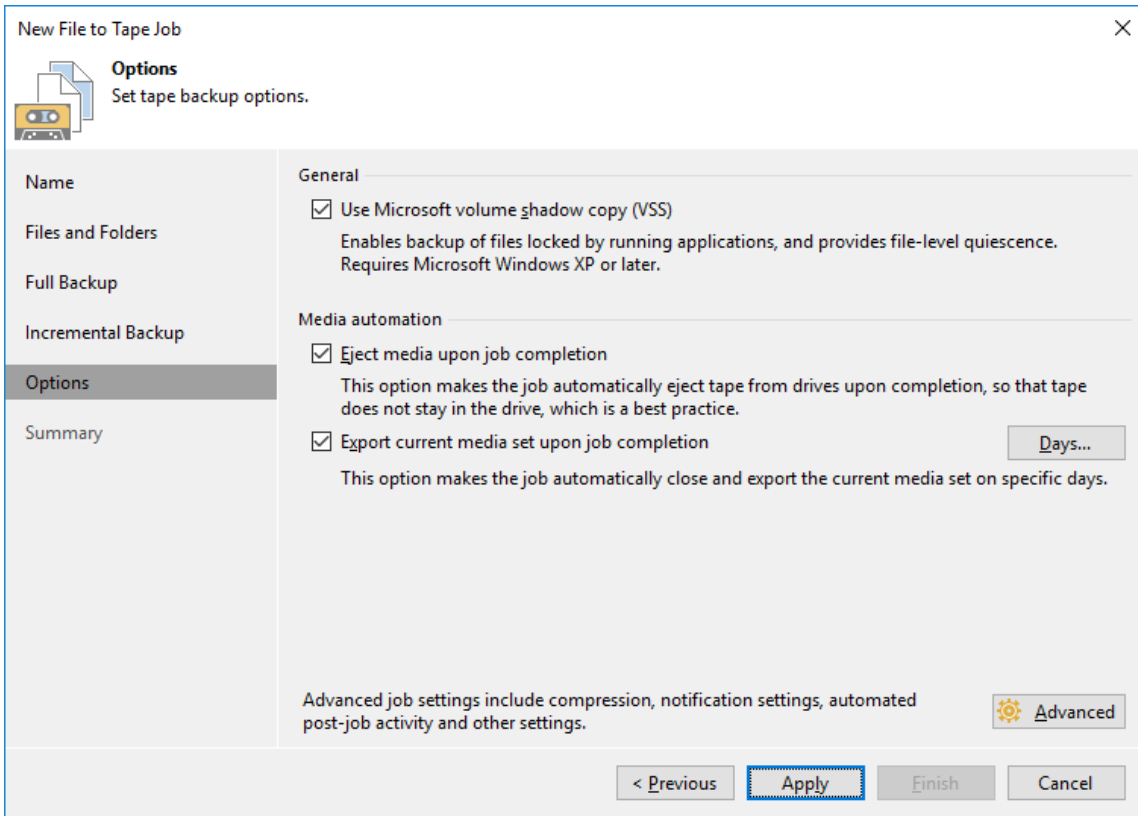 New File to Tape Job
Options
Set tape backup options.
Name
Files and Folders
Full Backup
Incremental Backup
Options
Summary
General
Use Microsoft volume shadow copy (VSS)
Enables backup of files locked by running applications, and provides file-level quiescence.
Requires Microsoft Windows XP or later.
Media automation
Eject media upon job completion
This option makes the job automatically eject tape from drives upon completion, so that tape
does not stay in the drive, which is a best practice.
Export current media set upon job completion
Days...
This option makes the job automatically close and export the current media set on specific days.
Advanced job settings include compression, notification settings, automated
post-job activity and other settings.
Advanced
< Previous
Apply
Finish
Cancel